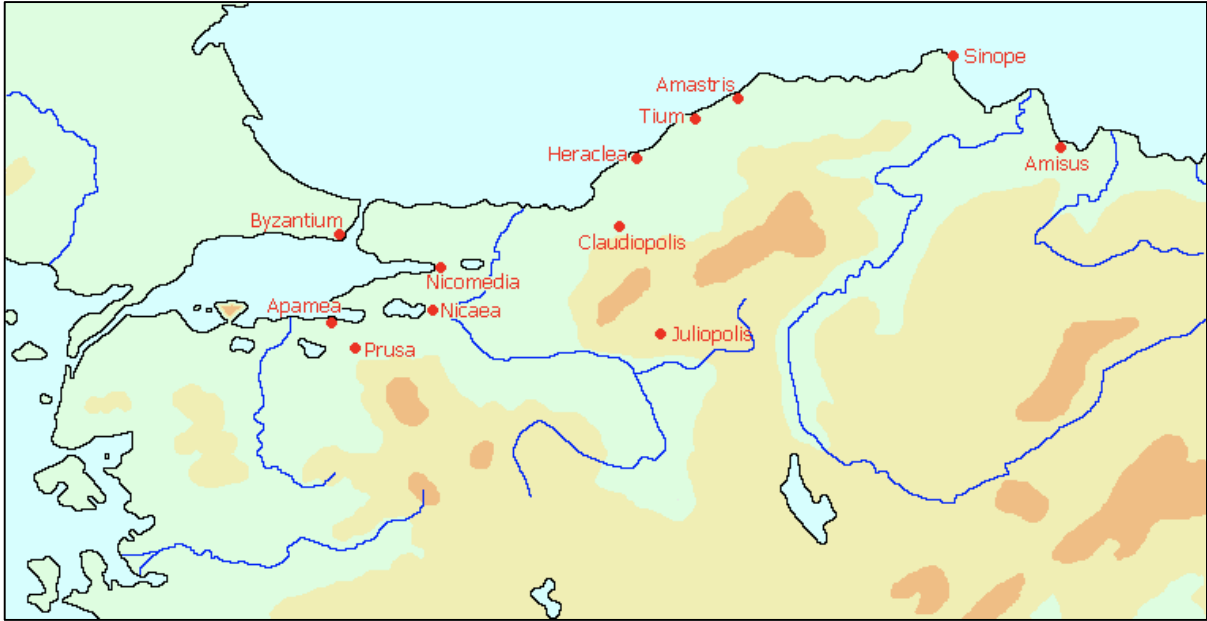 Sinope
Amastris
Tium
Heraclea
Amisus
Byzantium
Claudiopolis
Nicomedia
Apamea
Nicaea
Juliopolis
Prusa